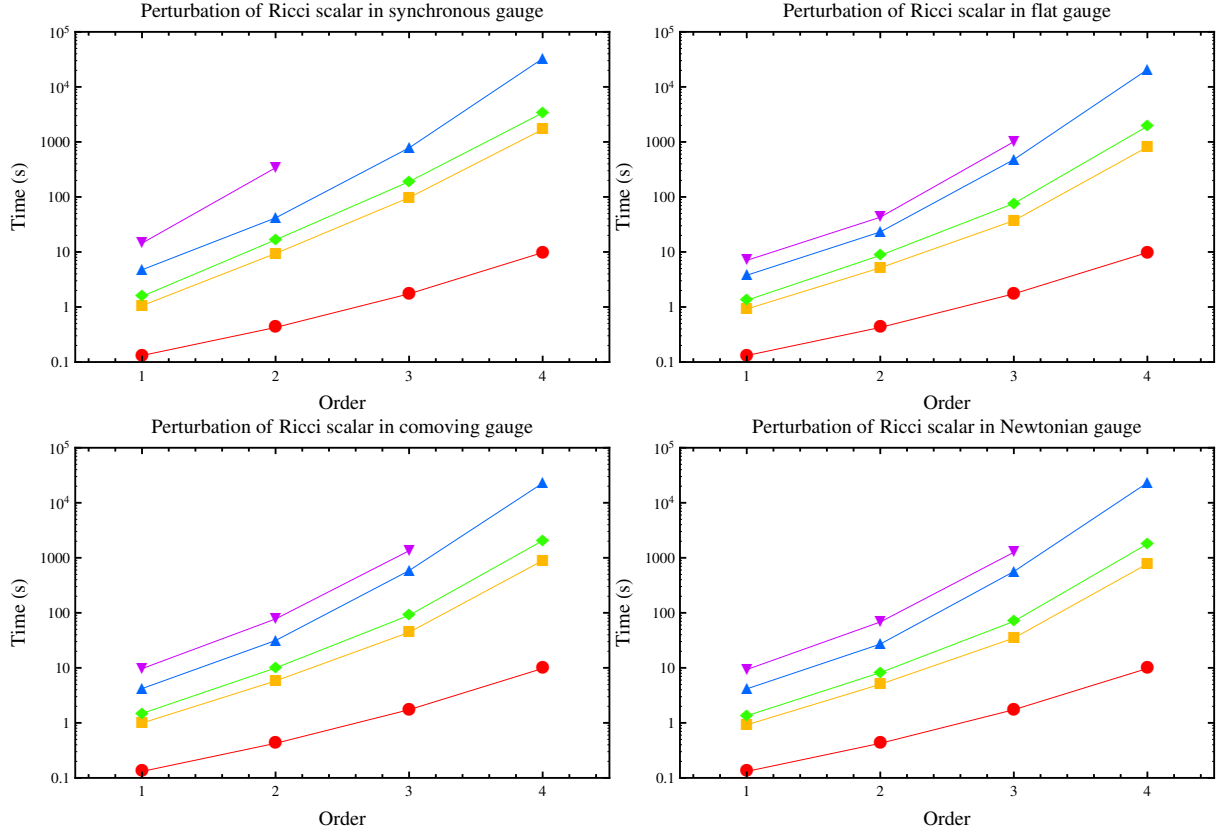 Perturbation of Ricci scalar in synchronous gauge
10^5
10^4
1000
100
10
1
0.1
Time (s)
1 2 3 4
Order
Perturbation of Ricci scalar in flat gauge
10^5
10^4
1000
100
10
1
0.1
Time (s)
1 2 3 4
Order
Perturbation of Ricci scalar in comoving gauge
10^5
10^4
1000
100
10
1
0.1
Time (s)
1 2 3 4
Order
Perturbation of Ricci scalar in Newtonian gauge
10^5
10^4
1000
100
10
1
0.1
Time (s)
1 2 3 4
Order